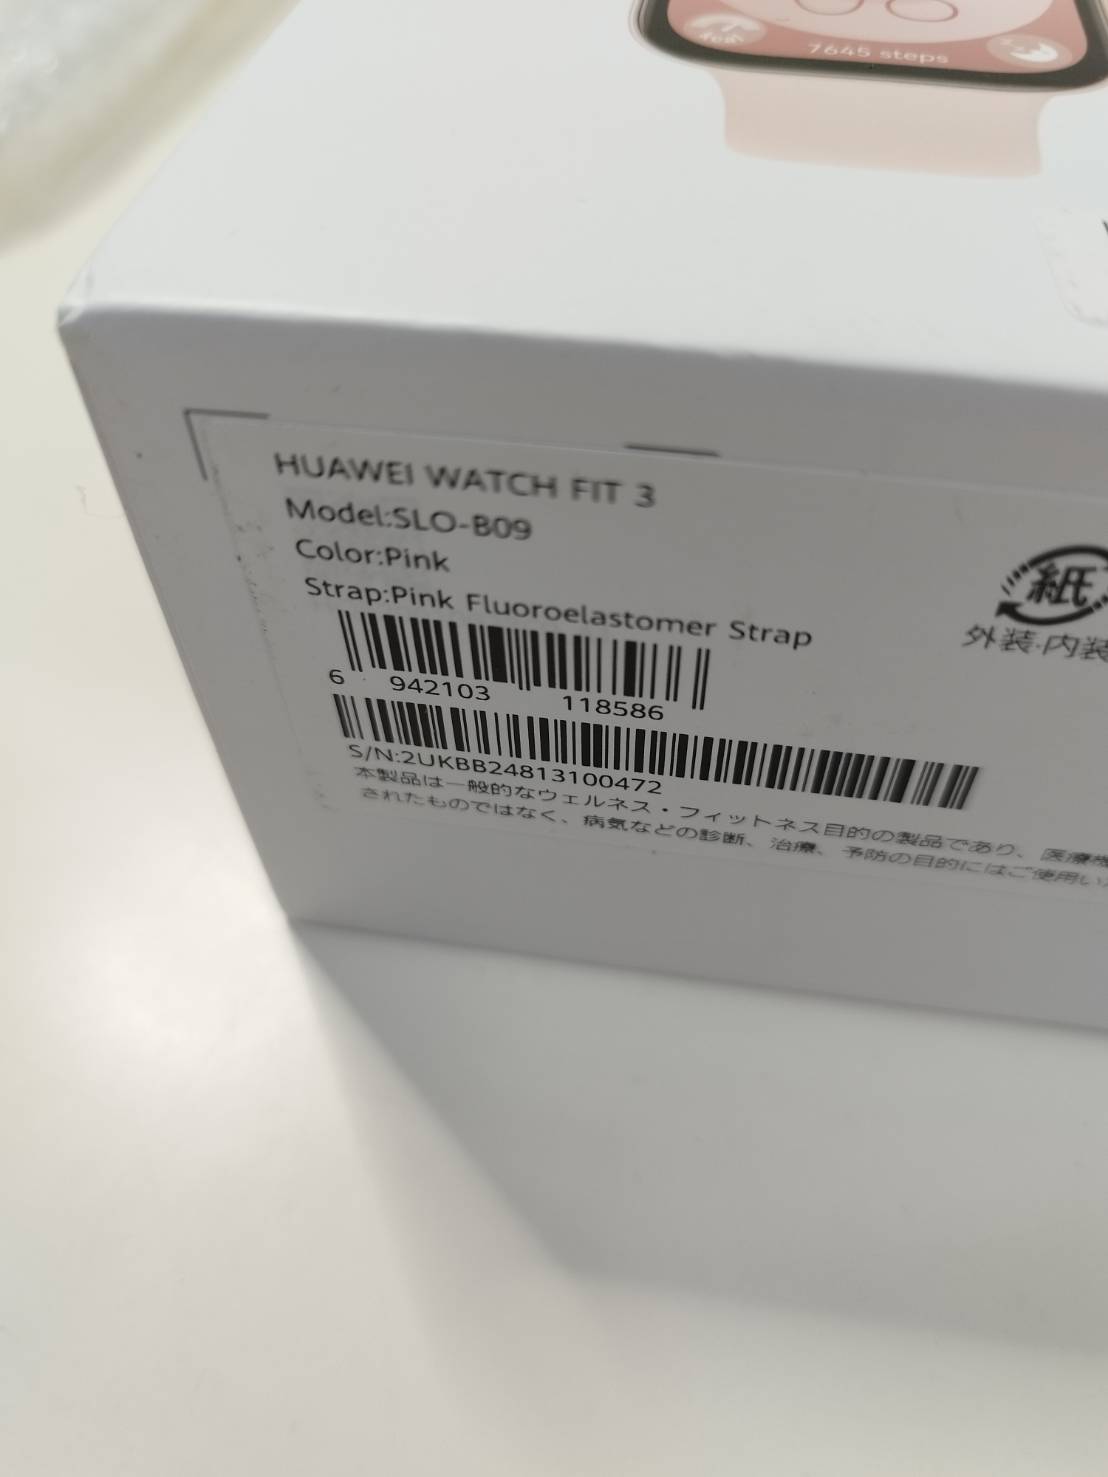 7645 steps
HUAWEI WATCH FIT 3
Model:SLO-B09
Color:Pink
Strap:Pink Fluoroelastomer Strap
6 942103 118586
S/N:2UKBB24813100472
本製品は一般的なウェルネス・フィットネス目的の製品であり、医療機
されたものではなく、病気などの診断、治療、予防の目的にはご使用い
紙
外装・内装